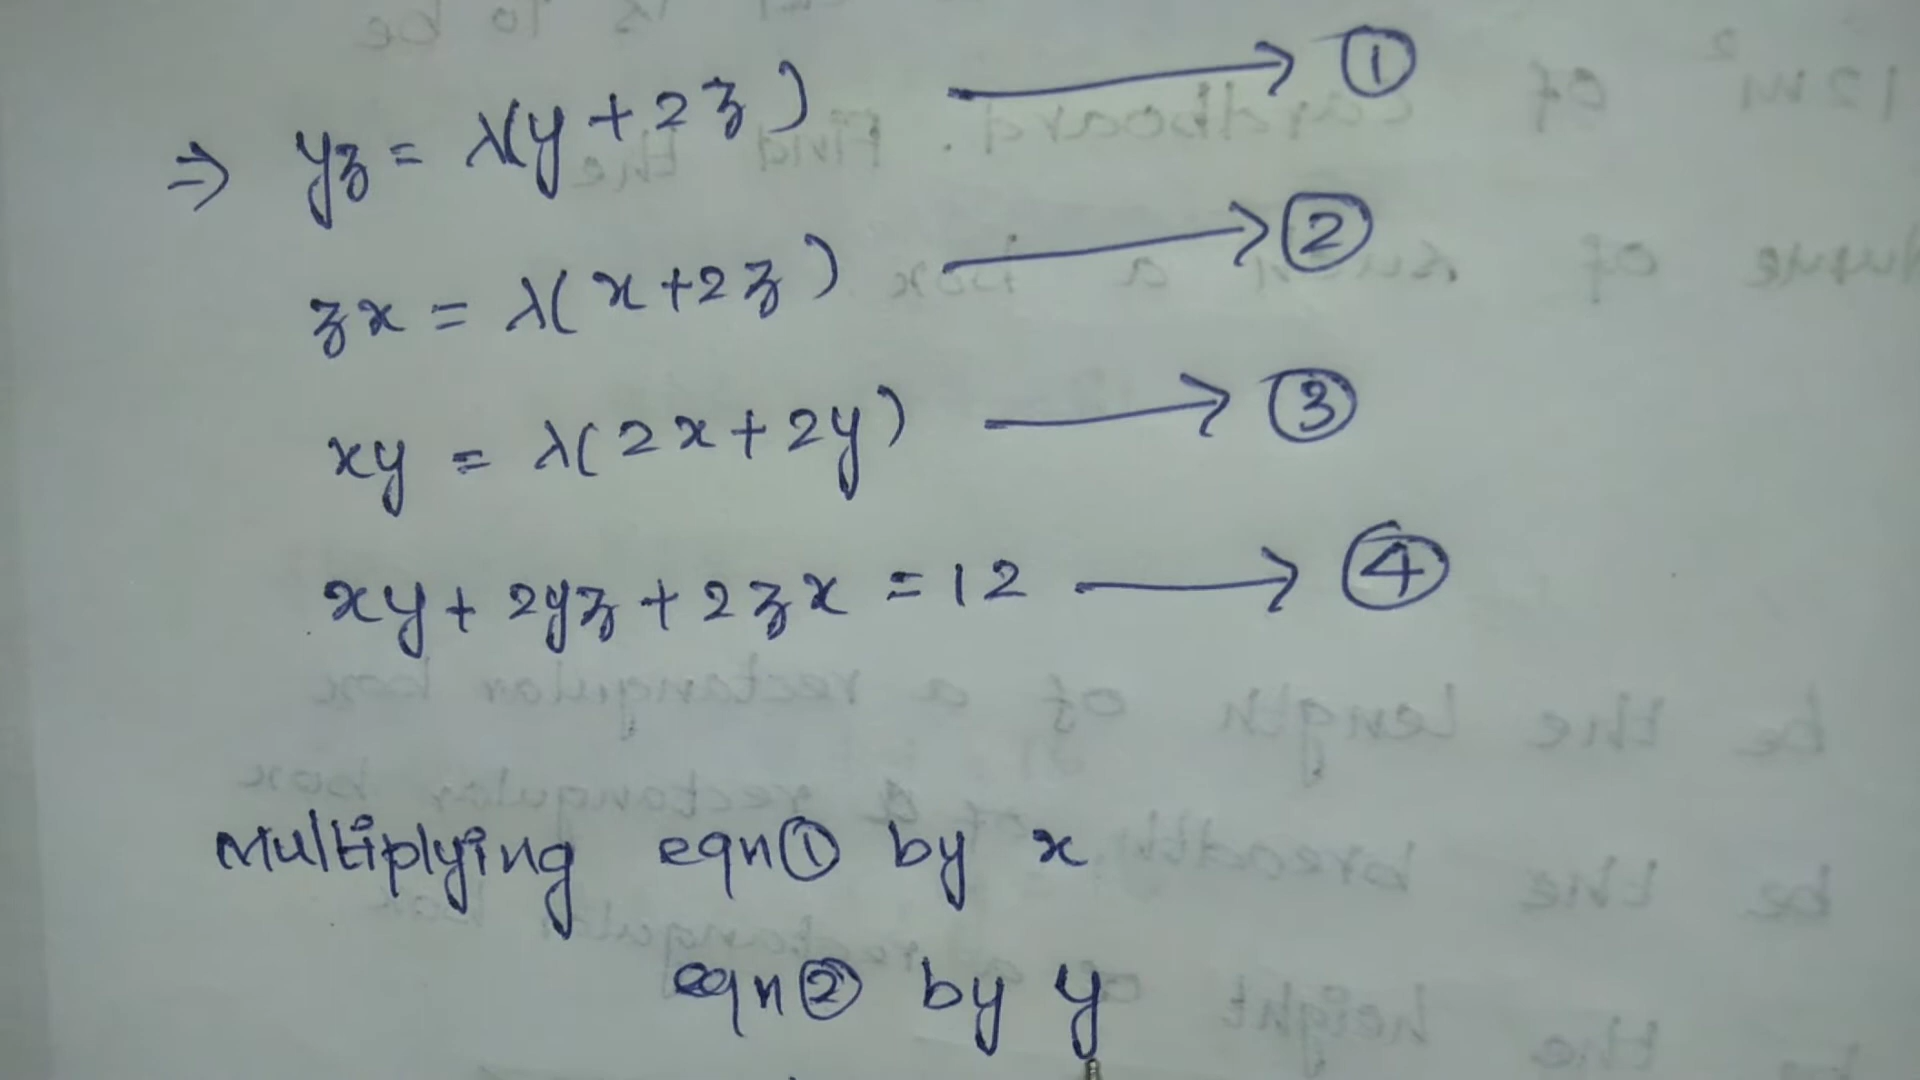 ⇒ yz = λ(y + 2z) ⟶ ①
zx = λ(x + 2z) ⟶ ②
xy = λ(2x + 2y) ⟶ ③
xy + 2yz + 2zx = 12 ⟶ ④
Multiplying eqn① by x
eqn② by y